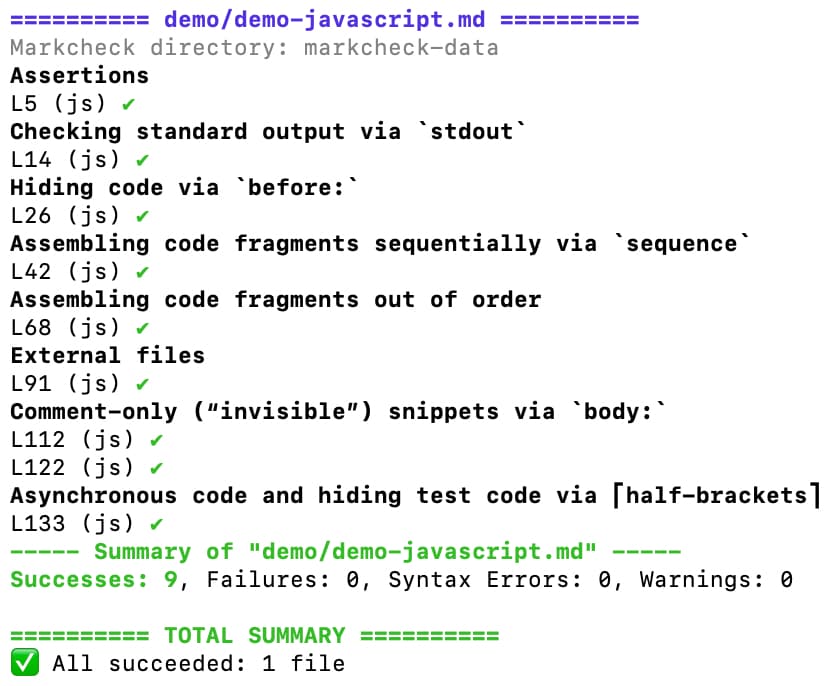 ========== demo/demo-javascript.md ==========
Markcheck directory: markcheck-data
Assertions
L5 (js) ✔
Checking standard output via `stdout`
L14 (js) ✔
Hiding code via `before:`
L26 (js) ✔
Assembling code fragments sequentially via `sequence`
L42 (js) ✔
Assembling code fragments out of order
L68 (js) ✔
External files
L91 (js) ✔
Comment-only (“invisible”) snippets via `body:`
L112 (js) ✔
L122 (js) ✔
Asynchronous code and hiding test code via ⎡half-brackets⎤
L133 (js) ✔
----- Summary of "demo/demo-javascript.md" -----
Successes: 9, Failures: 0, Syntax Errors: 0, Warnings: 0
========== TOTAL SUMMARY ==========
✅ All succeeded: 1 file